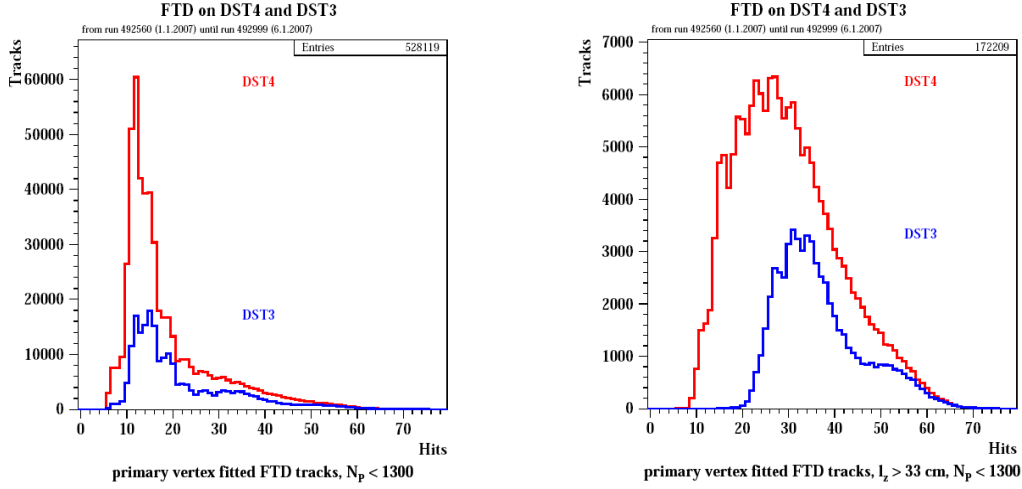 FTD on DST4 and DST3
from run 492560 (1.1.2007) until run 492999 (6.1.2007)
Entries 528119
Tracks
60000
50000
40000
30000
20000
10000
0
DST4
DST3
0 10 20 30 40 50 60 70
Hits
primary vertex fitted FTD tracks, Np < 1300
FTD on DST4 and DST3
from run 492560 (1.1.2007) until run 492999 (6.1.2007)
Entries 172209
Tracks
7000
6000
5000
4000
3000
2000
1000
0
DST4
DST3
0 10 20 30 40 50 60 70
Hits
primary vertex fitted FTD tracks, lz > 33 cm, Np < 1300